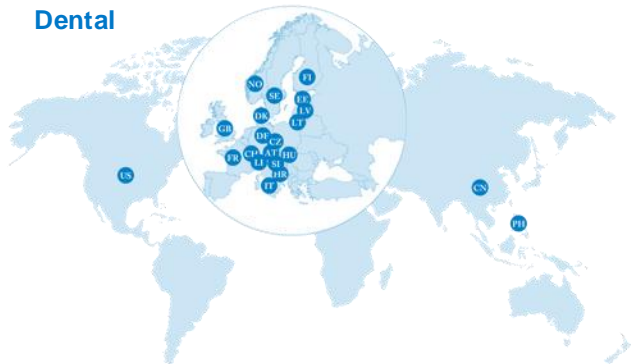 Dental
NO
FI
SE
EE
LV
DK
LT
GB
DE
CZ
FR
CH
AT
HU
LI
SI
HR
IT
US
CN
PH